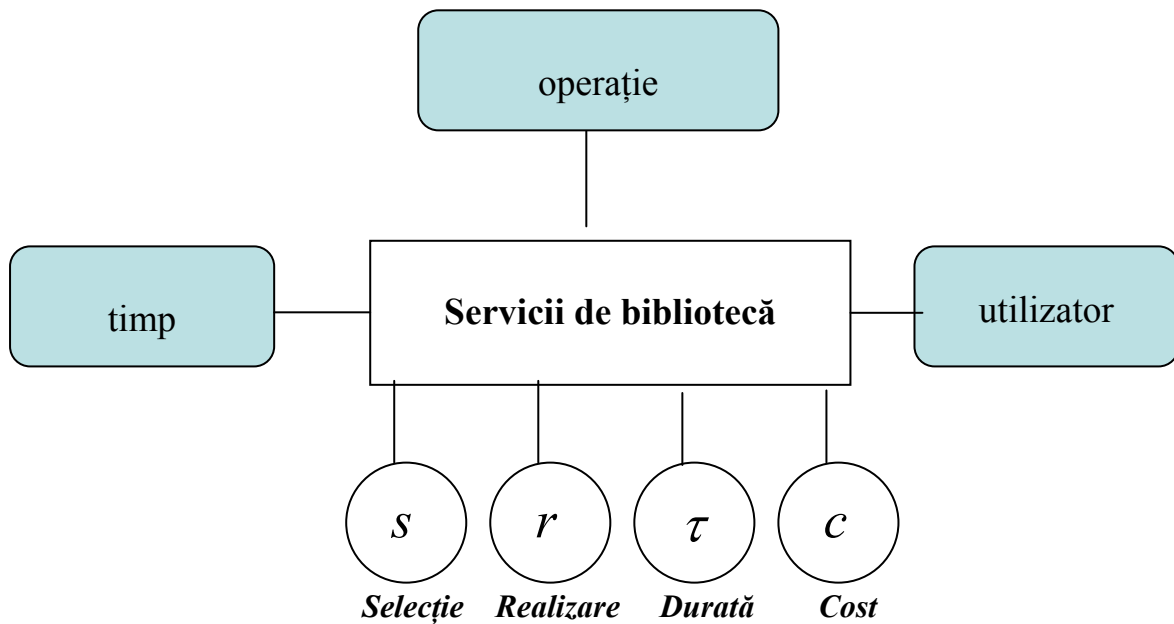 operație
timp
Servicii de bibliotecă
utilizator
s r τ c
Selecție Realizare Durată Cost